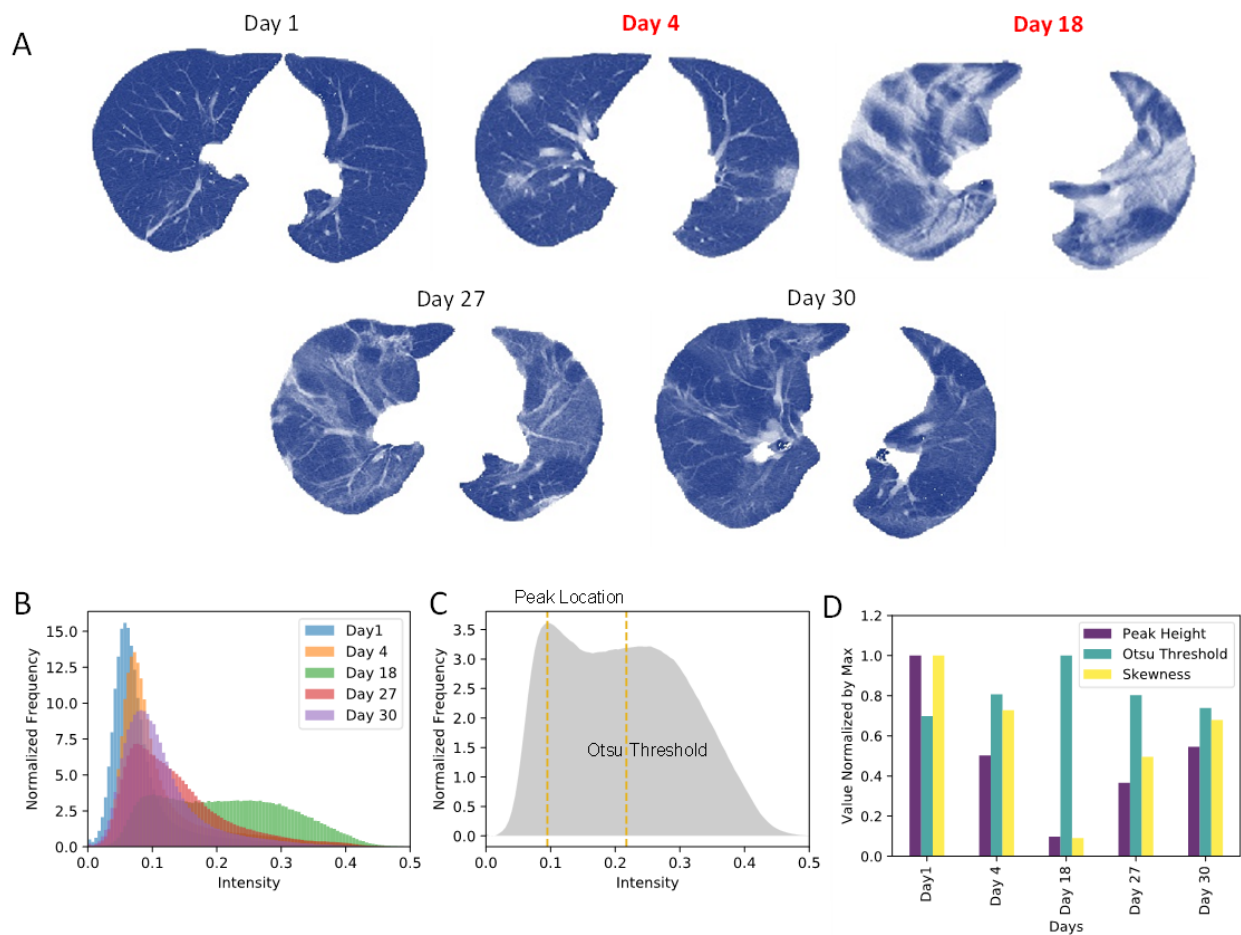 A
Day 1
Day 4
Day 18
Day 27
Day 30
B
Normalized Frequency
15.0
12.5
10.0
7.5
5.0
2.5
0.0
0.0 0.1 0.2 0.3 0.4 0.5
Intensity
Day1
Day 4
Day 18
Day 27
Day 30
C
Peak Location
Normalized Frequency
3.5
3.0
2.5
2.0
1.5
1.0
0.5
0.0
Otsu Threshold
0.0 0.1 0.2 0.3 0.4 0.5
Intensity
D
Value Normalized by Max
1.2
1.0
0.8
0.6
0.4
0.2
0.0
Peak Height
Otsu Threshold
Skewness
Day1
Day 4
Day 18
Day 27
Day 30
Days